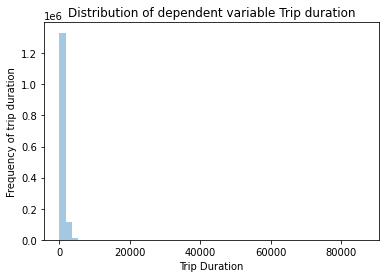 Distribution of dependent variable Trip duration
1e6
1.2
1.0
0.8
0.6
0.4
0.2
0.0
Frequency of trip duration
0 20000 40000 60000 80000
Trip Duration